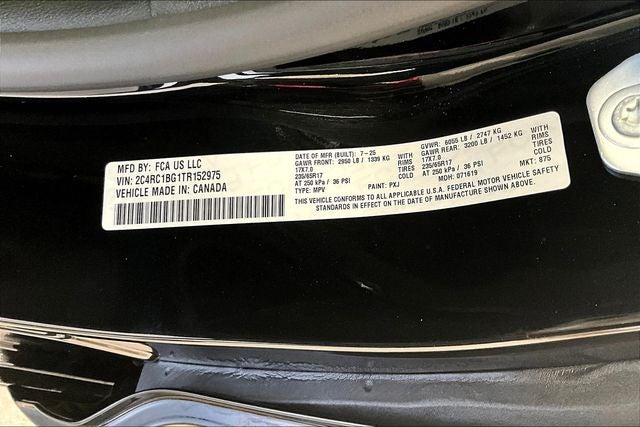 MFD BY: FCA US LLC
VIN: 2C4RC1BG1TR152975
VEHICLE MADE IN: CANADA
DATE OF MFR (BUILT): 7-25
GAWR FRONT: 2950 LB / 1339 KG WITH
17X7.0 RIMS
235/65R17 TIRES
AT 250 kPa / 36 PSI COLD
TYPE: MPV PAINT: PXJ
GVWR: 6055 LB / 2747 KG
GAWR REAR: 3200 LB / 1452 KG WITH
17X7.0 RIMS
235/65R17 TIRES
AT 250 kPa / 36 PSI COLD
MDH: 071619 MKT: 875
THIS VEHICLE CONFORMS TO ALL APPLICABLE U.S.A. FEDERAL MOTOR VEHICLE SAFETY
STANDARDS IN EFFECT ON THE DATE OF MANUFACTURE SHOWN ABOVE.